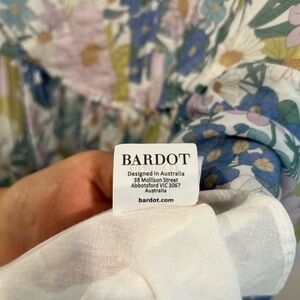 BARDOT
Designed in Australia
38 Mollison Street
Abbotsford VIC 3067
Australia
bardot.com